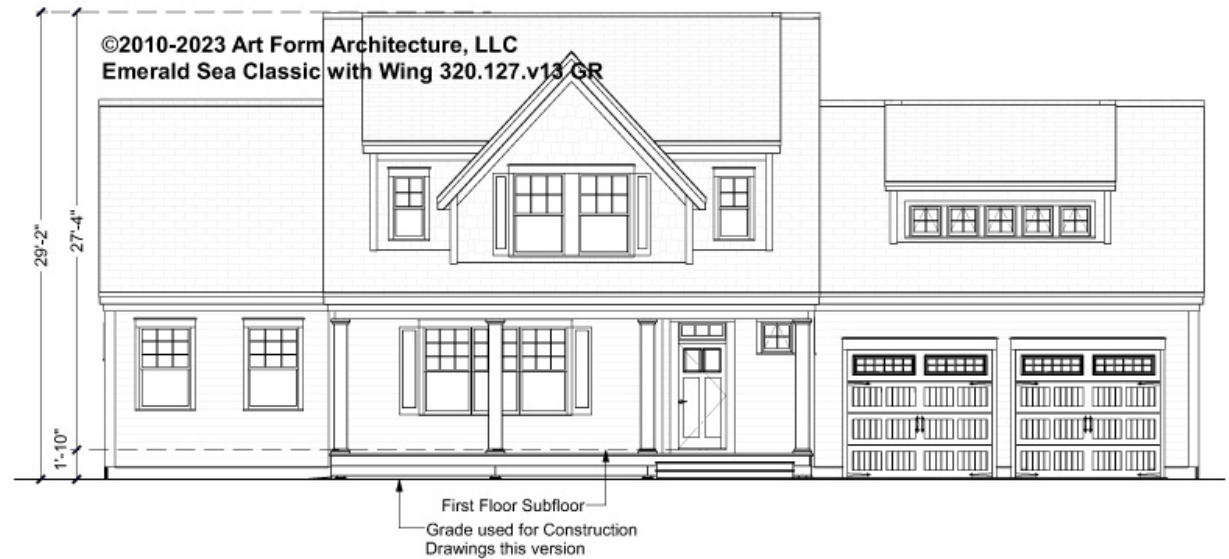 ©2010-2023 Art Form Architecture, LLC
Emerald Sea Classic with Wing 320.127.v13 GR
29'-2"
27'-4"
1'-10"
First Floor Subfloor
Grade used for Construction
Drawings this version